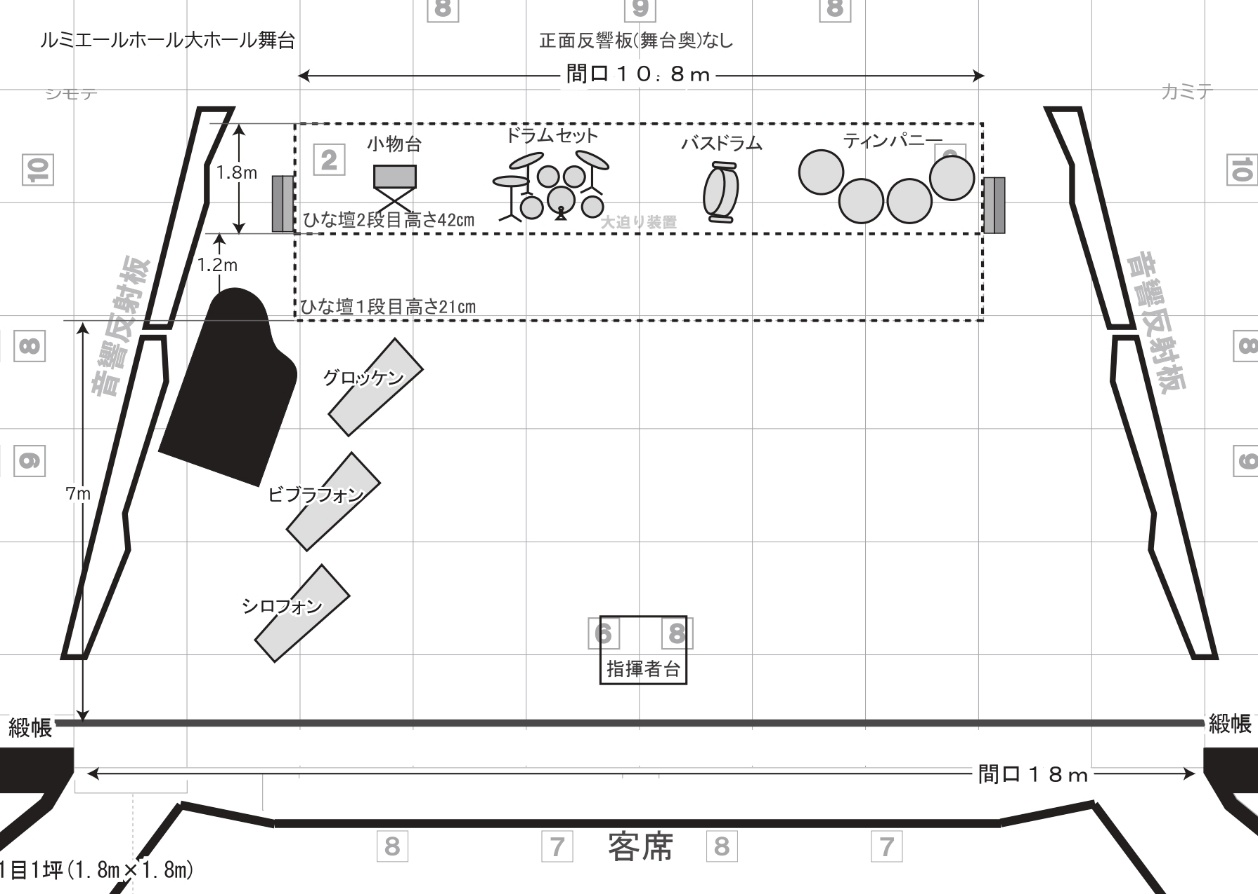 8
9
8
ルミエールホール大ホール舞台
正面反響板(舞台奥)なし
間口10.8m
シモテ
カミテ
小物台
ドラムセット
バスドラム
ティンパニー
10
2
10
1.8m
ひな壇2段目高さ42cm
大迫り装置
1.2m
音響反射板
音響反射板
ひな壇1段目高さ21cm
8
8
グロッケン
9
7m
ビブラフォン
シロフォン
6
8
指揮者台
緞帳
緞帳
間口18m
8
7
客席
8
7
1目1坪(1.8m×1.8m)